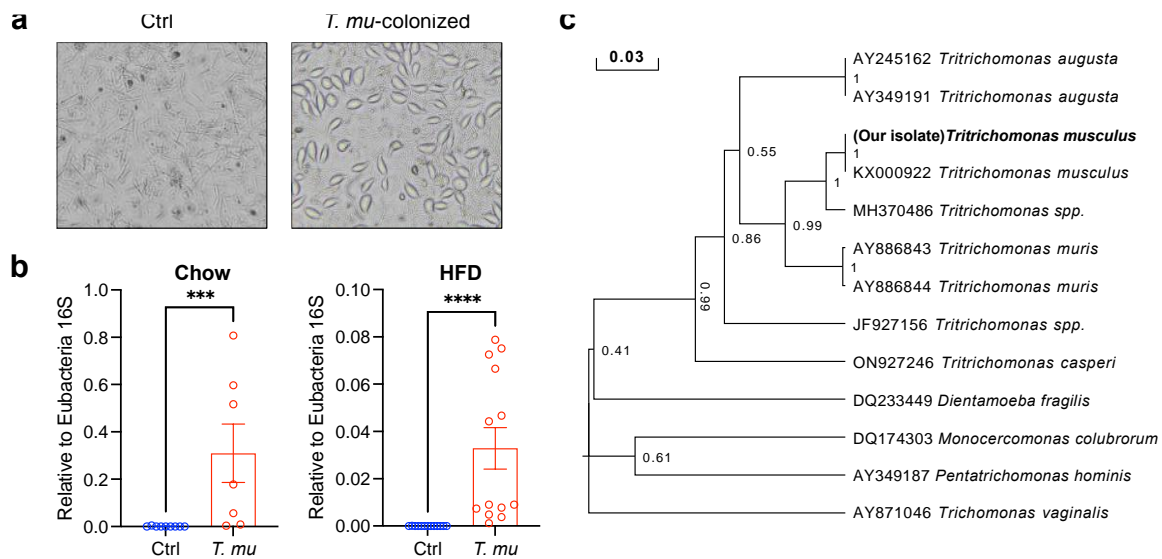 a
Ctrl
T. mu-colonized
b
Chow
***
Relative to Eubacteria 16S
1.0
0.8
0.6
0.4
0.2
0.0
Ctrl
T. mu
HFD
****
Relative to Eubacteria 16S
0.10
0.08
0.06
0.04
0.02
0.00
Ctrl
T. mu
c
0.03
AY245162 Tritrichomonas augusta
1
AY349191 Tritrichomonas augusta
(Our isolate)Tritrichomonas musculus
0.55
1
KX000922 Tritrichomonas musculus
1
MH370486 Tritrichomonas spp.
0.86
0.99
AY886843 Tritrichomonas muris
1
AY886844 Tritrichomonas muris
0.99
JF927156 Tritrichomonas spp.
0.41
ON927246 Tritrichomonas casperi
DQ233449 Dientamoeba fragilis
DQ174303 Monocercomonas colubrorum
0.61
AY349187 Pentatrichomonas hominis
AY871046 Trichomonas vaginalis